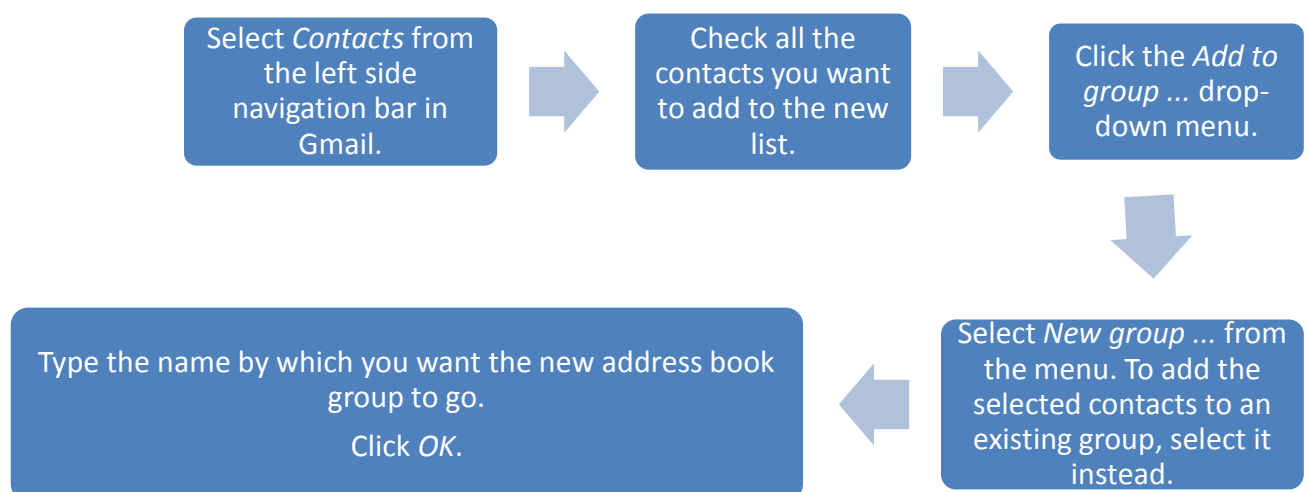 Select Contacts from
the left side
navigation bar in
Gmail.
Check all the
contacts you want
to add to the new
list.
Click the Add to
group ... drop-
down menu.
Select New group ... from
the menu. To add the
selected contacts to an
existing group, select it
instead.
Type the name by which you want the new address book
group to go.
Click OK.